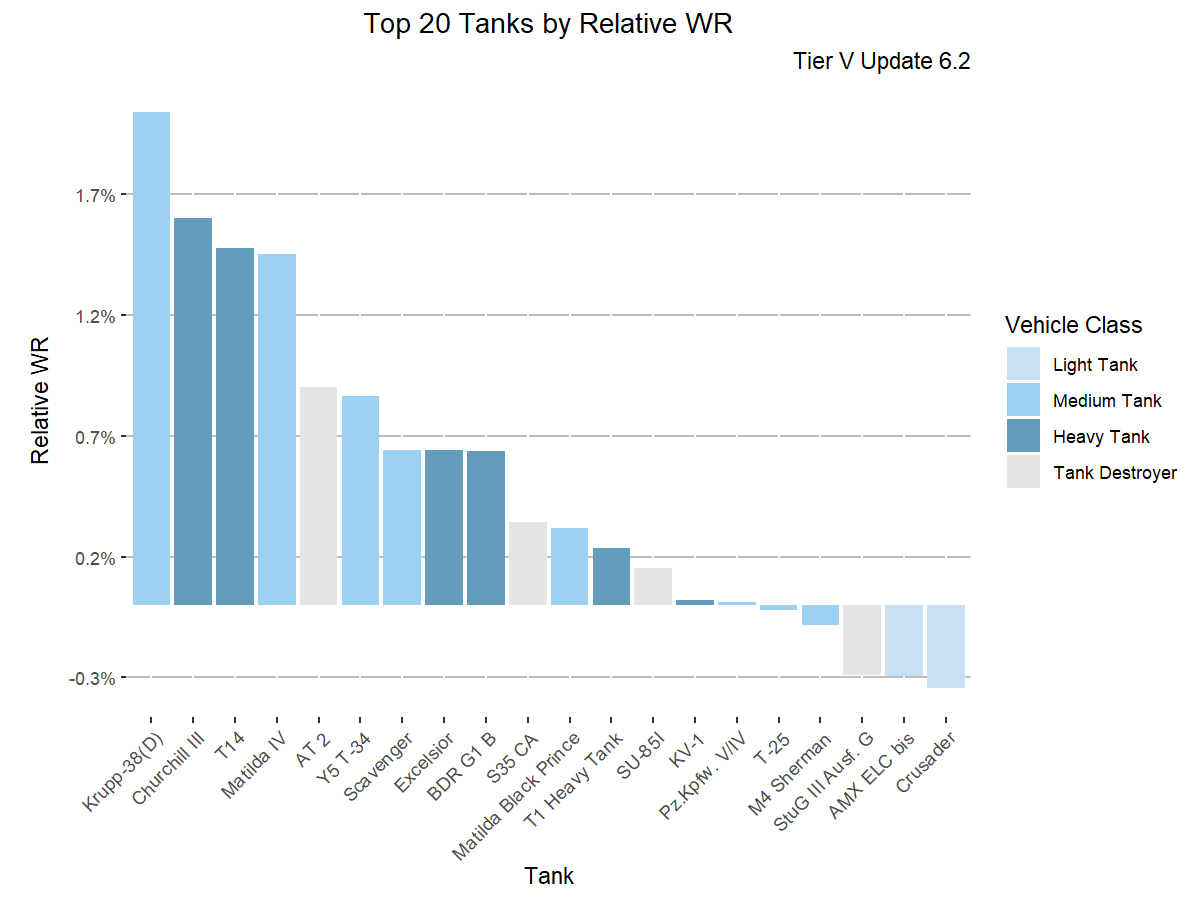 Top 20 Tanks by Relative WR
Tier V Update 6.2
Relative WR
1.7%
1.2%
0.7%
0.2%
-0.3%
Krupp-38(D)
Churchill III
T14
Matilda IV
AT 2
Y5 T-34
Scavenger
Excelsior
BDR G1 B
S35 CA
Matilda Black Prince
T1 Heavy Tank
SU-85I
KV-1
Pz.Kpfw. V/IV
T-25
M4 Sherman
StuG III Ausf. G
AMX ELC bis
Crusader
Tank
Vehicle Class
Light Tank
Medium Tank
Heavy Tank
Tank Destroyer